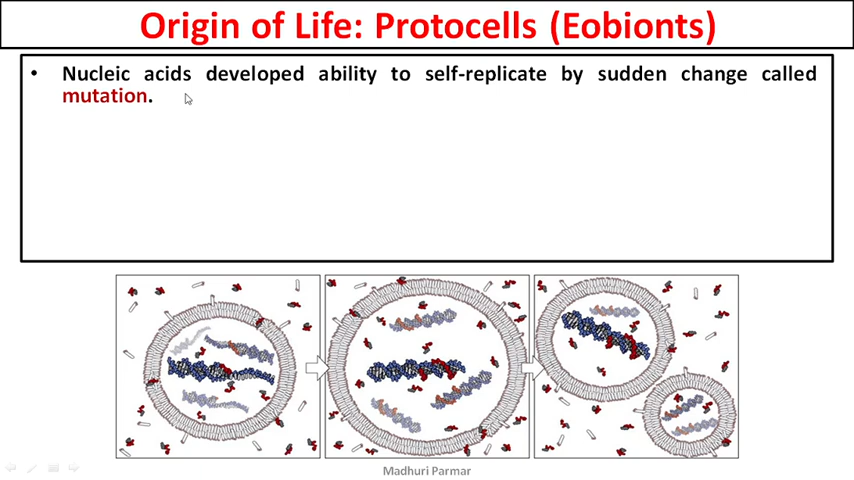 Origin of Life: Protocells (Eobionts)
• Nucleic acids developed ability to self-replicate by sudden change called
mutation.
Madhuri Parmar